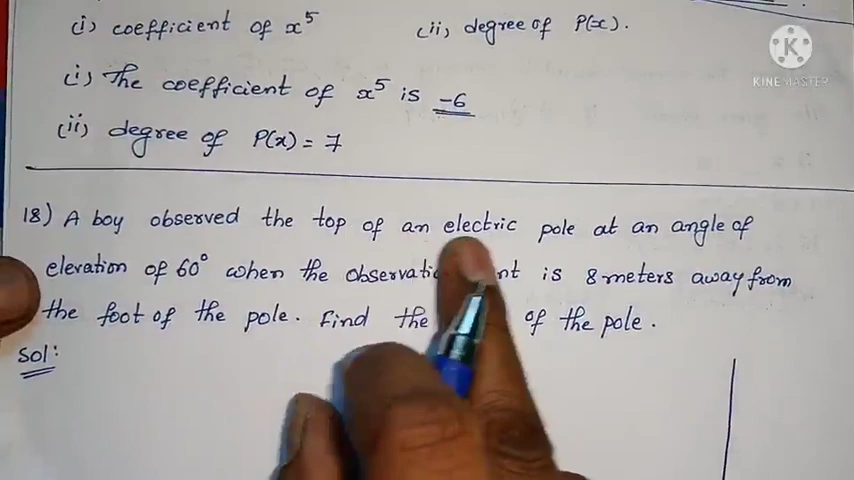 (i) coefficient of x⁵ (ii) degree of P(x).
KINEMASTER
(i) The coefficient of x⁵ is -6
(ii) degree of P(x) = 7
18) A boy observed the top of an electric pole at an angle of
elevation of 60° when the observati nt is 8 meters away from
the foot of the pole. Find the of the pole.
Sol: